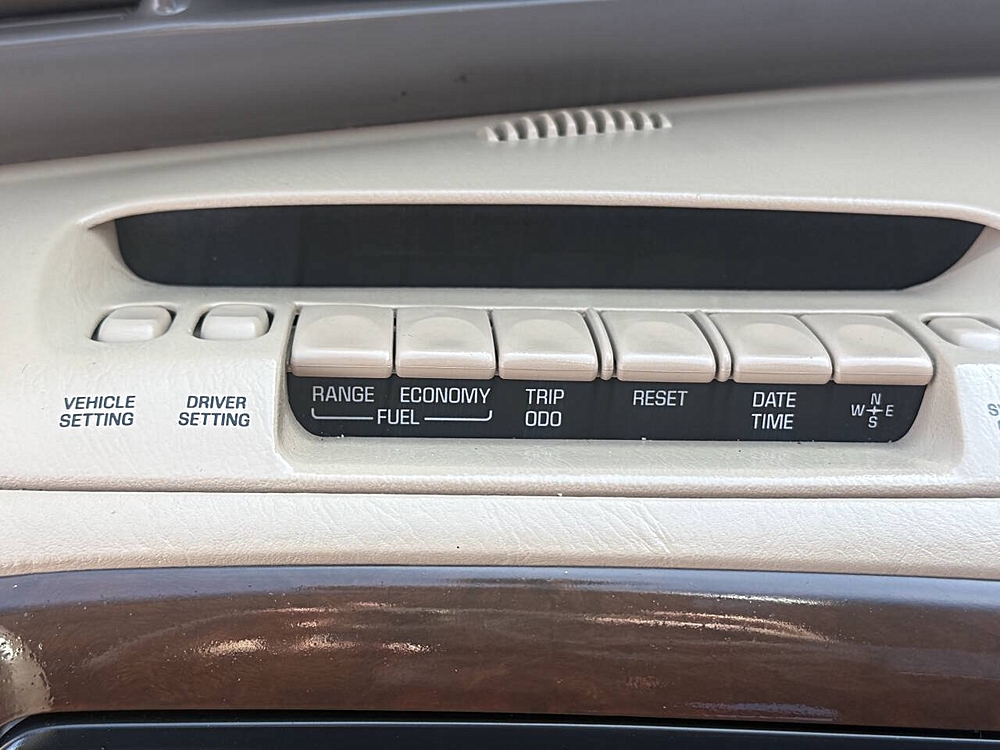 VEHICLE
SETTING
DRIVER
SETTING
RANGE ECONOMY
FUEL
TRIP
ODO
RESET
DATE
TIME
N
W E
S